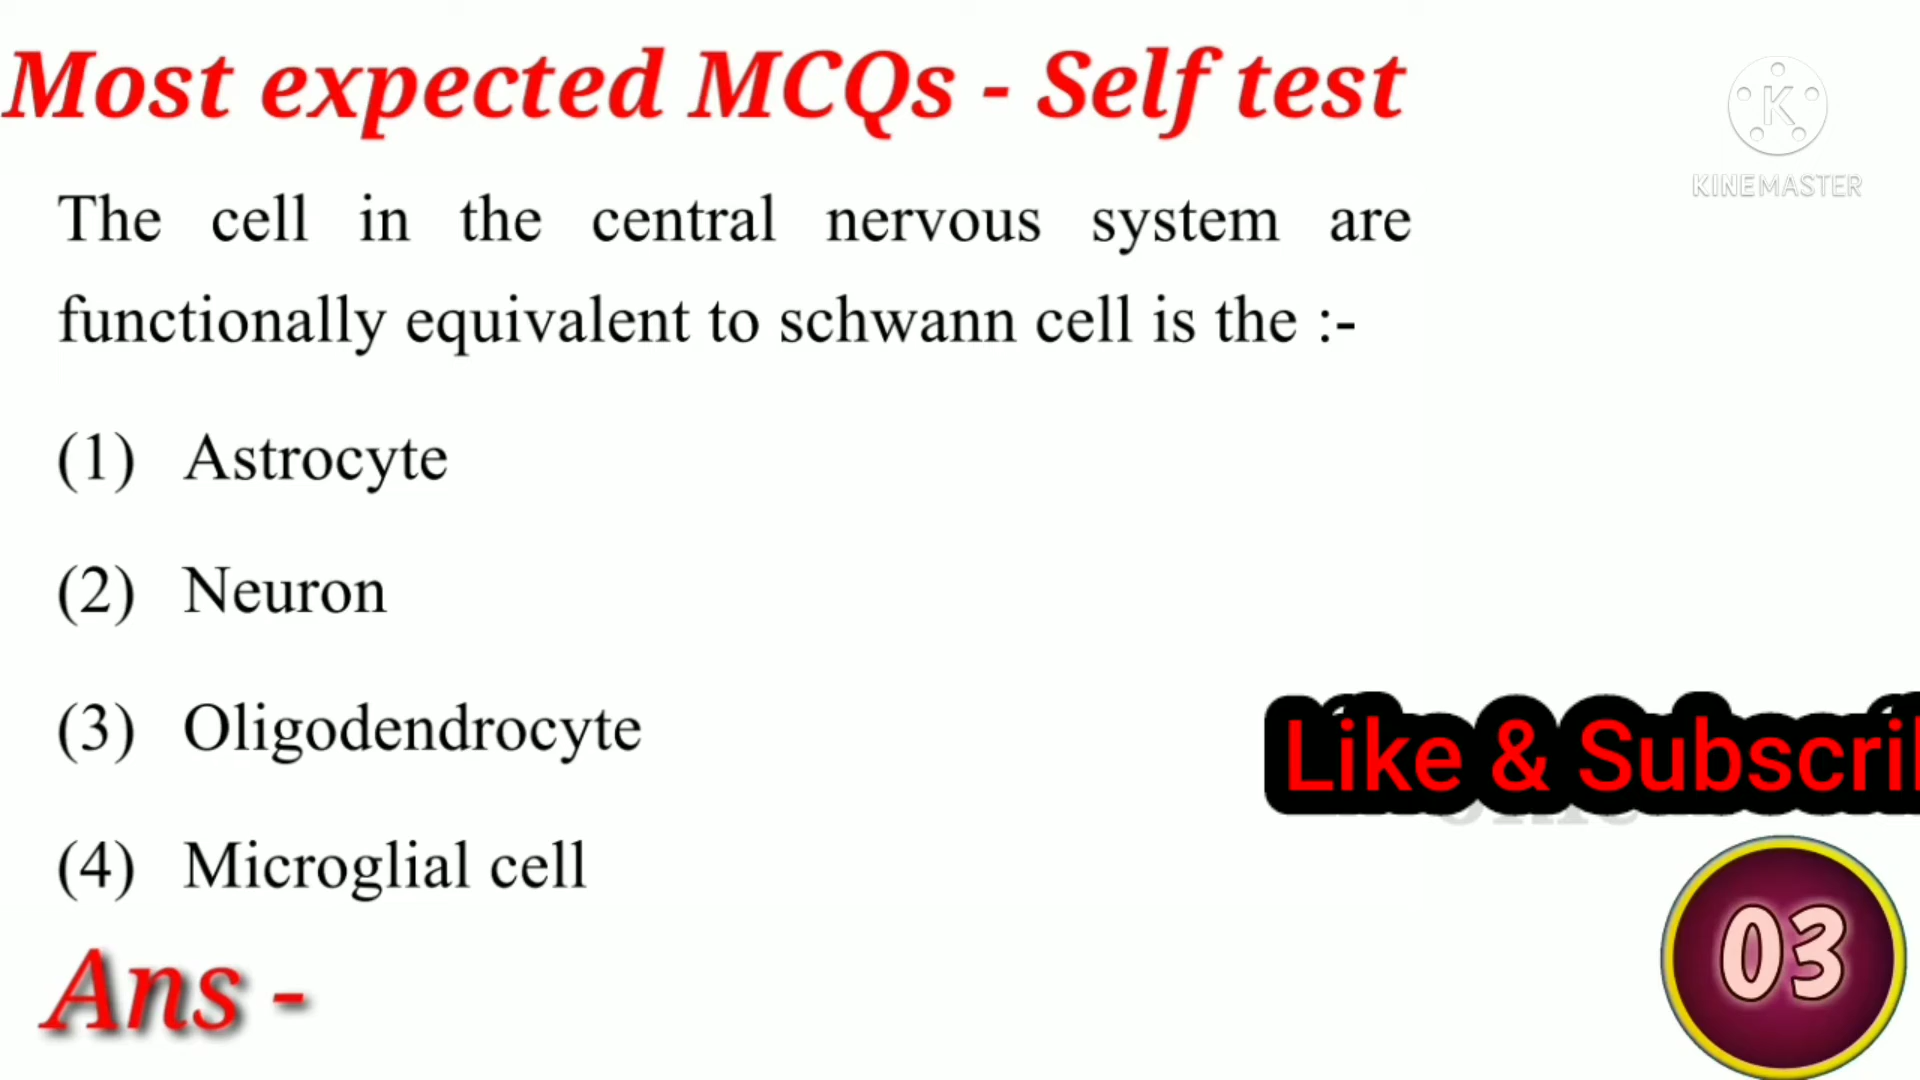 Most expected MCQs - Self test
KINEMASTER
The cell in the central nervous system are
functionally equivalent to schwann cell is the :-
(1) Astrocyte
(2) Neuron
(3) Oligodendrocyte
Like & Subscri
(4) Microglial cell
03
Ans -